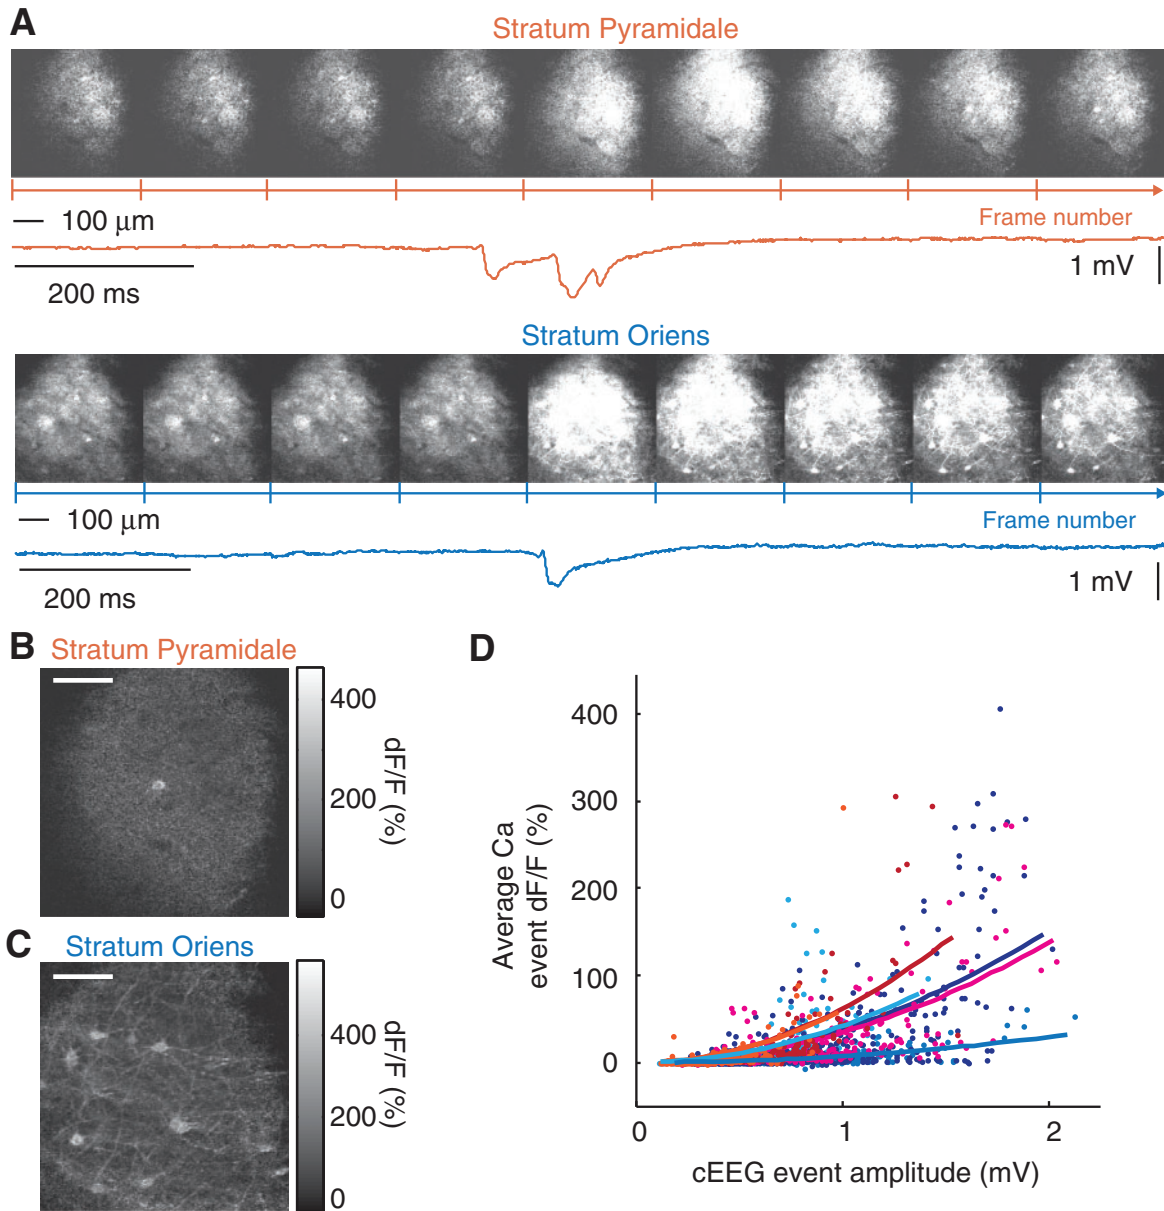 A
Stratum Pyramidale
100 μm
Frame number
200 ms
1 mV
Stratum Oriens
100 μm
Frame number
200 ms
1 mV
B
Stratum Pyramidale
400
200
0
dF/F (%)
C
Stratum Oriens
400
200
0
dF/F (%)
D
Average Ca
event dF/F (%)
400
300
200
100
0
0
1
2
cEEG event amplitude (mV)